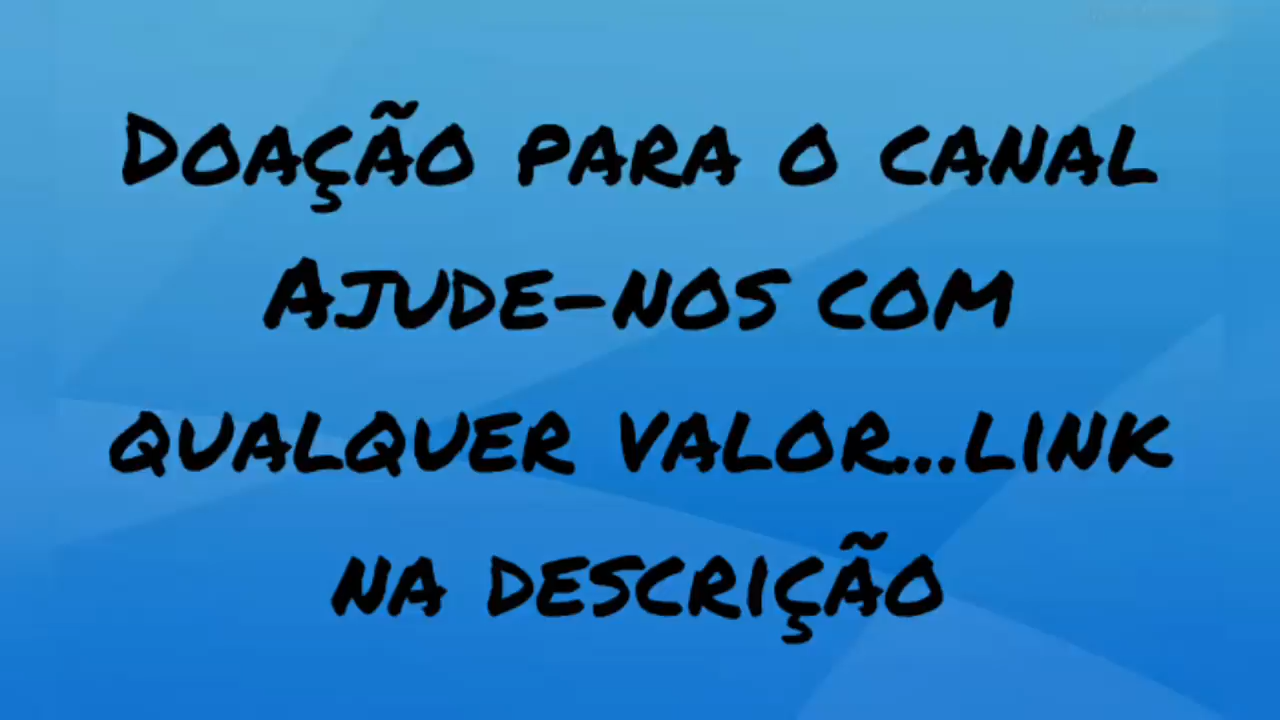 Doação para o canal
Ajude-nos com
qualquer valor...link
na descrição